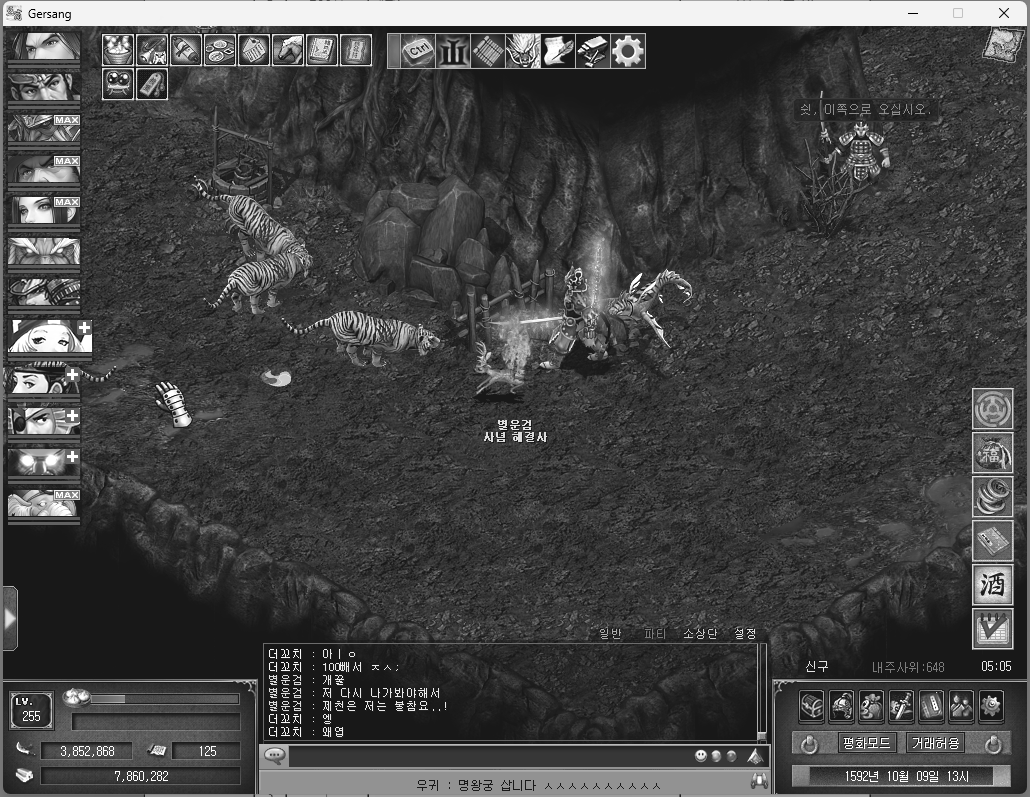 Gersang
Ctrl
쉿, 이쪽으로 오십시오.
MAX
MAX
MAX
MAX
별운검
사념 해결사
酒
일반 파티 소상단 설정
더꼬치 : 아ㅣㅇ
더꼬치 : 100빼서 ㅈㅅ;
별운검 : 개꿀
별운검 : 저 다시 나가봐야해서
별운검 : 제천은 저는 불참요..!
더꼬치 : 엥
더꼬치 : 왜엽
신구 내주사위:648 05:05
LV.
255
3,852,868 125
7,860,282
평화모드 거래허용
1592년 10월 09일 13시
우귀 : 명왕궁 삽니다 ㅅㅅㅅㅅㅅㅅㅅㅅㅅㅅ